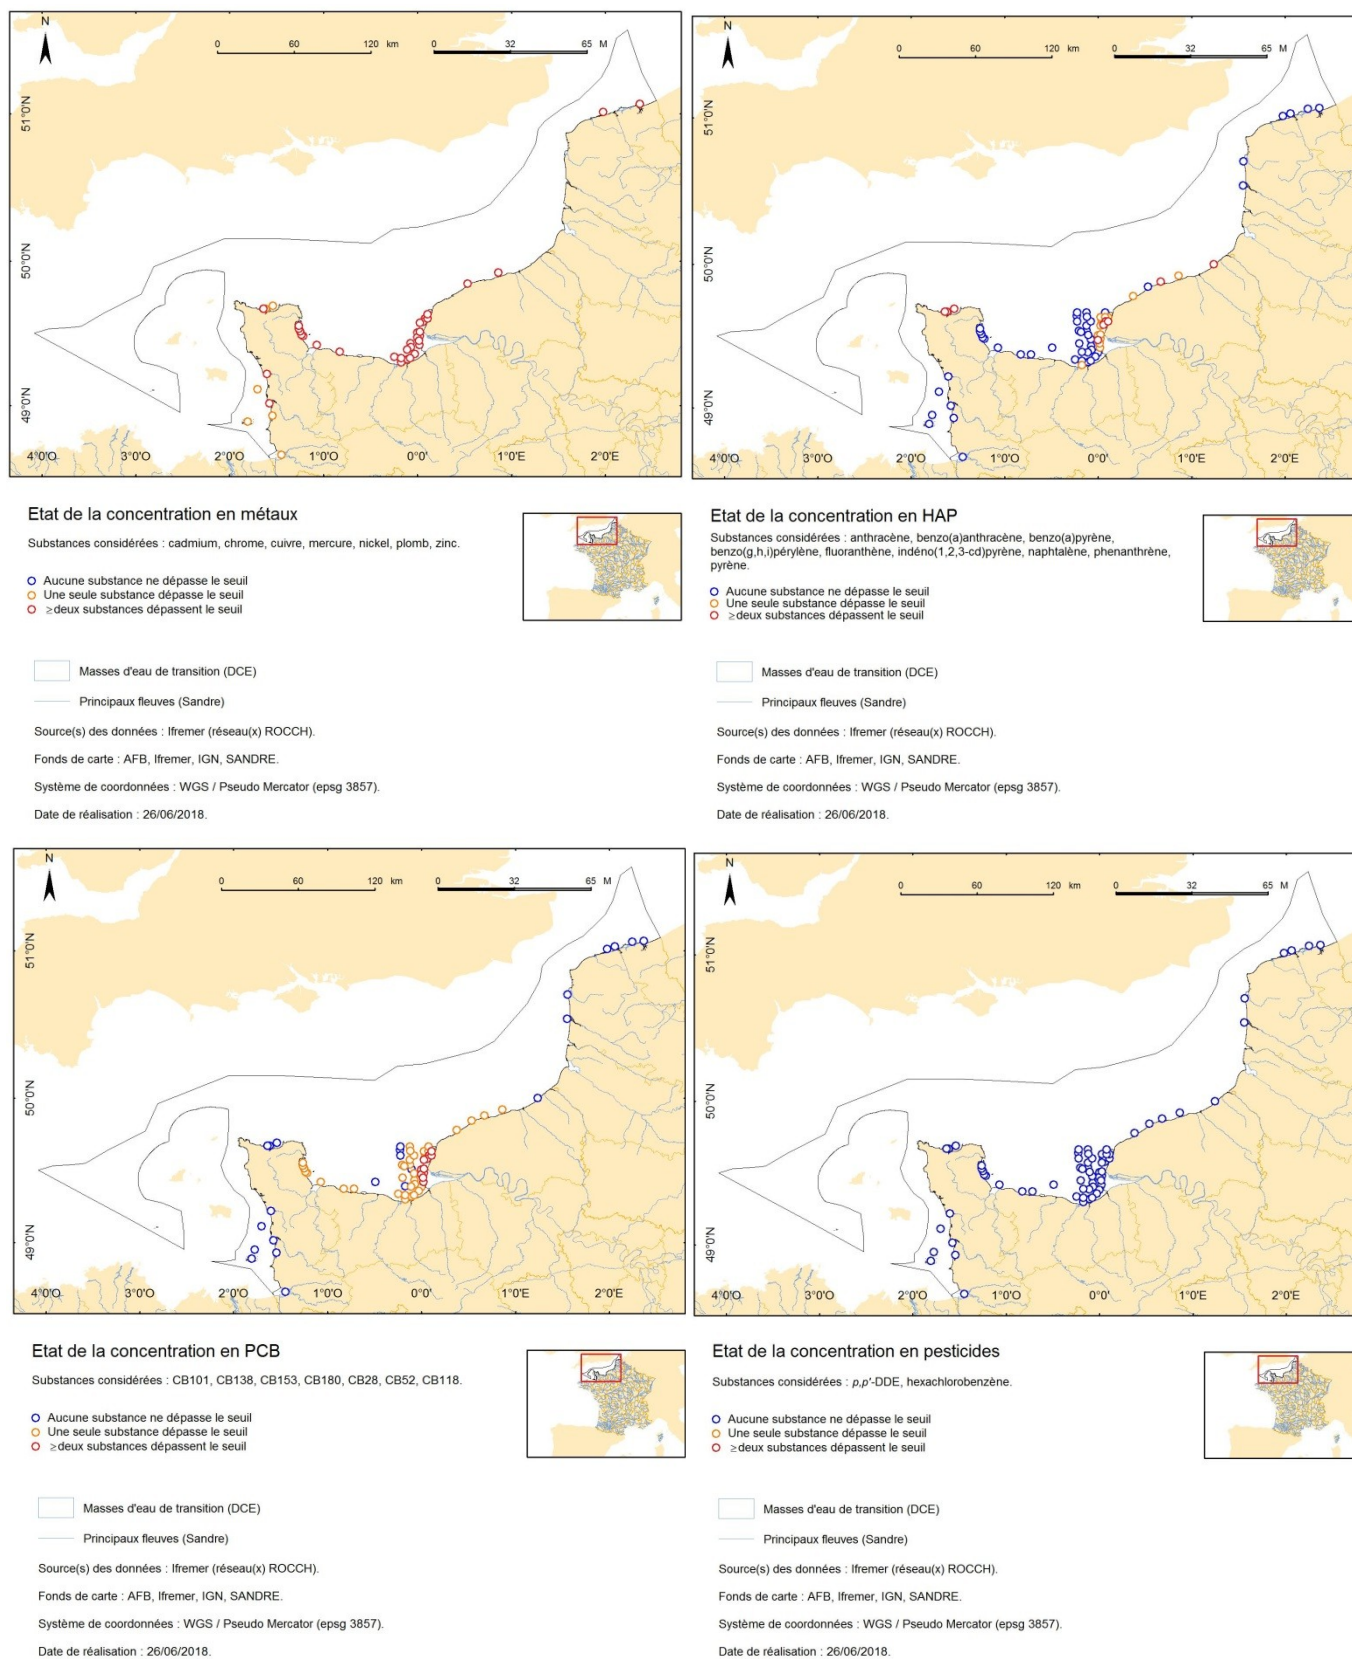 N
0 60 120 km 0 32 65 M
51°0'N
50°0'N
49°0'N
4°0'O 3°0'O 2°0'O 1°0'O 0°0' 1°0'E 2°0'E
Etat de la concentration en métaux
Substances considérées : cadmium, chrome, cuivre, mercure, nickel, plomb, zinc.
Aucune substance ne dépasse le seuil
Une seule substance dépasse le seuil
≥deux substances dépassent le seuil
Masses d'eau de transition (DCE)
Principaux fleuves (Sandre)
Source(s) des données : Ifremer (réseau(x) ROCCH).
Fonds de carte : AFB, Ifremer, IGN, SANDRE.
Système de coordonnées : WGS / Pseudo Mercator (epsg 3857).
Date de réalisation : 26/06/2018.
N
0 60 120 km 0 32 65 M
51°0'N
50°0'N
49°0'N
4°0'O 3°0'O 2°0'O 1°0'O 0°0' 1°0'E 2°0'E
Etat de la concentration en HAP
Substances considérées : anthracène, benzo(a)anthracène, benzo(a)pyrène,
benzo(g,h,i)pérylène, fluoranthène, indéno(1,2,3-cd)pyrène, naphtalène, phenanthrène,
pyrène.
Aucune substance ne dépasse le seuil
Une seule substance dépasse le seuil
≥deux substances dépassent le seuil
Masses d'eau de transition (DCE)
Principaux fleuves (Sandre)
Source(s) des données : Ifremer (réseau(x) ROCCH).
Fonds de carte : AFB, Ifremer, IGN, SANDRE.
Système de coordonnées : WGS / Pseudo Mercator (epsg 3857).
Date de réalisation : 26/06/2018.
N
0 60 120 km 0 32 65 M
51°0'N
50°0'N
49°0'N
4°0'O 3°0'O 2°0'O 1°0'O 0°0' 1°0'E 2°0'E
Etat de la concentration en PCB
Substances considérées : CB101, CB138, CB153, CB180, CB28, CB52, CB118.
Aucune substance ne dépasse le seuil
Une seule substance dépasse le seuil
≥deux substances dépassent le seuil
Masses d'eau de transition (DCE)
Principaux fleuves (Sandre)
Source(s) des données : Ifremer (réseau(x) ROCCH).
Fonds de carte : AFB, Ifremer, IGN, SANDRE.
Système de coordonnées : WGS / Pseudo Mercator (epsg 3857).
Date de réalisation : 26/06/2018.
N
0 60 120 km 0 32 65 M
51°0'N
50°0'N
49°0'N
4°0'O 3°0'O 2°0'O 1°0'O 0°0' 1°0'E 2°0'E
Etat de la concentration en pesticides
Substances considérées : p,p'-DDE, hexachlorobenzène.
Aucune substance ne dépasse le seuil
Une seule substance dépasse le seuil
≥deux substances dépassent le seuil
Masses d'eau de transition (DCE)
Principaux fleuves (Sandre)
Source(s) des données : Ifremer (réseau(x) ROCCH).
Fonds de carte : AFB, Ifremer, IGN, SANDRE.
Système de coordonnées : WGS / Pseudo Mercator (epsg 3857).
Date de réalisation : 26/06/2018.